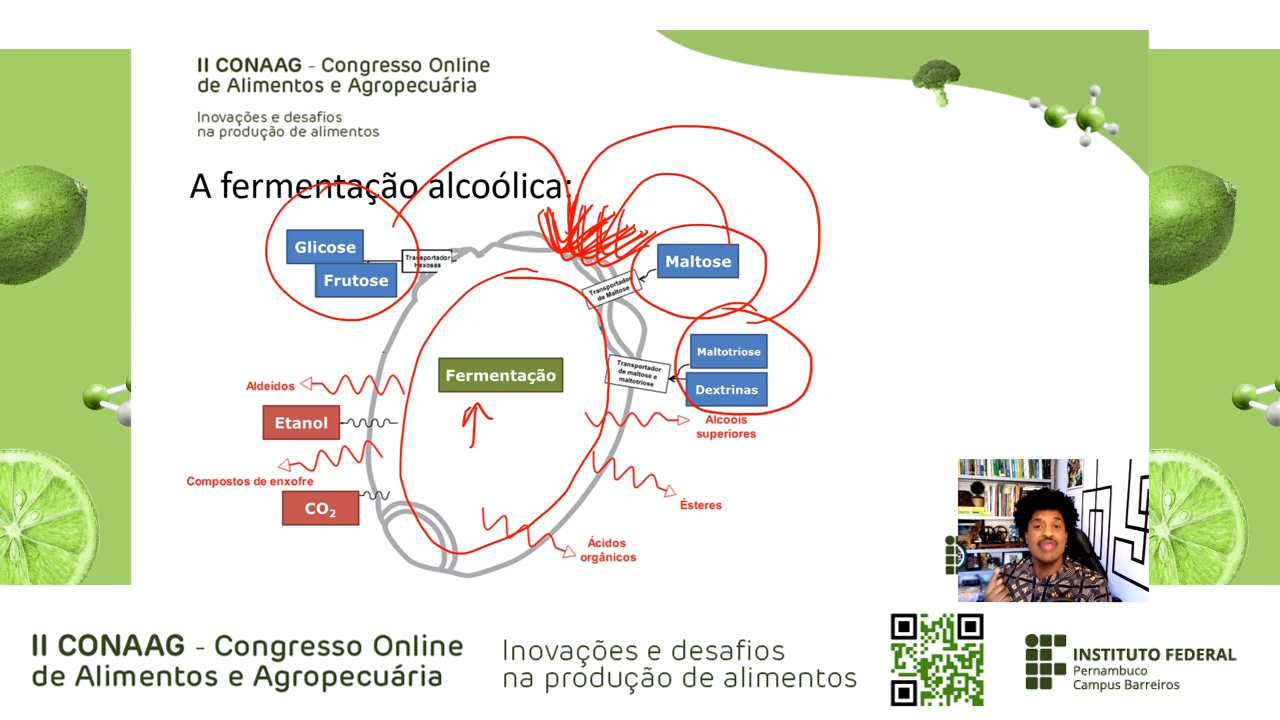 II CONAAG - Congresso Online
de Alimentos e Agropecuária
Inovações e desafios
na produção de alimentos
A fermentação alcoólica:
Glicose
Frutose
Transportador
hexosas
Maltose
Transportador
de Maltose
Maltotriose
Dextrinas
Transportador
de maltose e
maltotriose
Fermentação
Aldeídos
Etanol
Compostos de enxofre
CO₂
Alcoóis
superiores
Ésteres
Ácidos
orgânicos
II CONAAG - Congresso Online
de Alimentos e Agropecuária
Inovações e desafios
na produção de alimentos
INSTITUTO FEDERAL
Pernambuco
Campus Barreiros